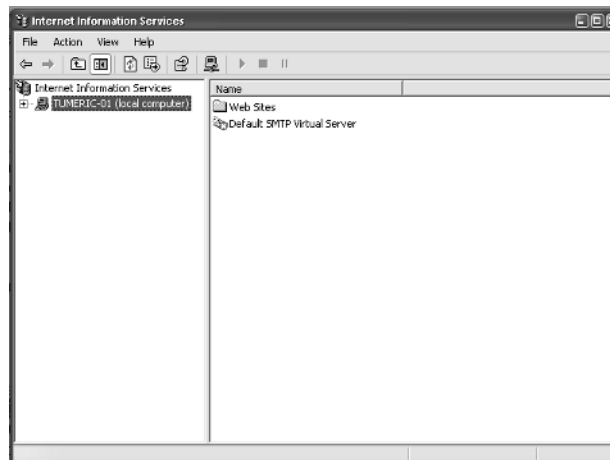 Internet Information Services
File Action View Help
Internet Information Services
TUMERIC-01 (local computer)
Name
Web Sites
Default SMTP Virtual Server